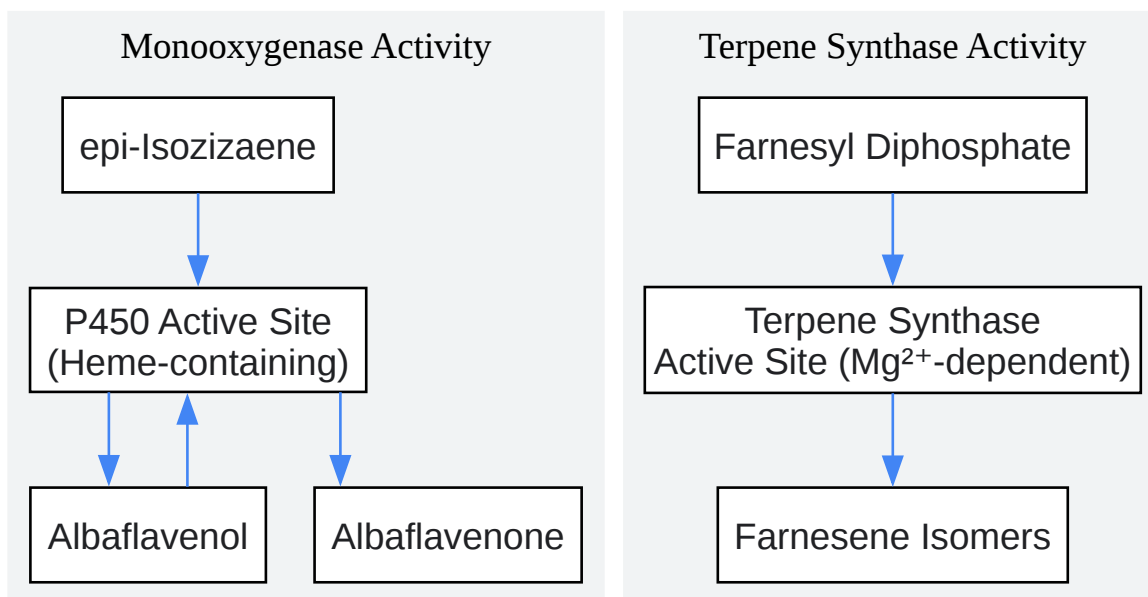 Monooxygenase Activity
epi-Isozizaene
P450 Active Site
(Heme-containing)
Albaflavenol
Albaflavenone
Terpene Synthase Activity
Farnesyl Diphosphate
Terpene Synthase
Active Site (Mg²⁺-dependent)
Farnesene Isomers